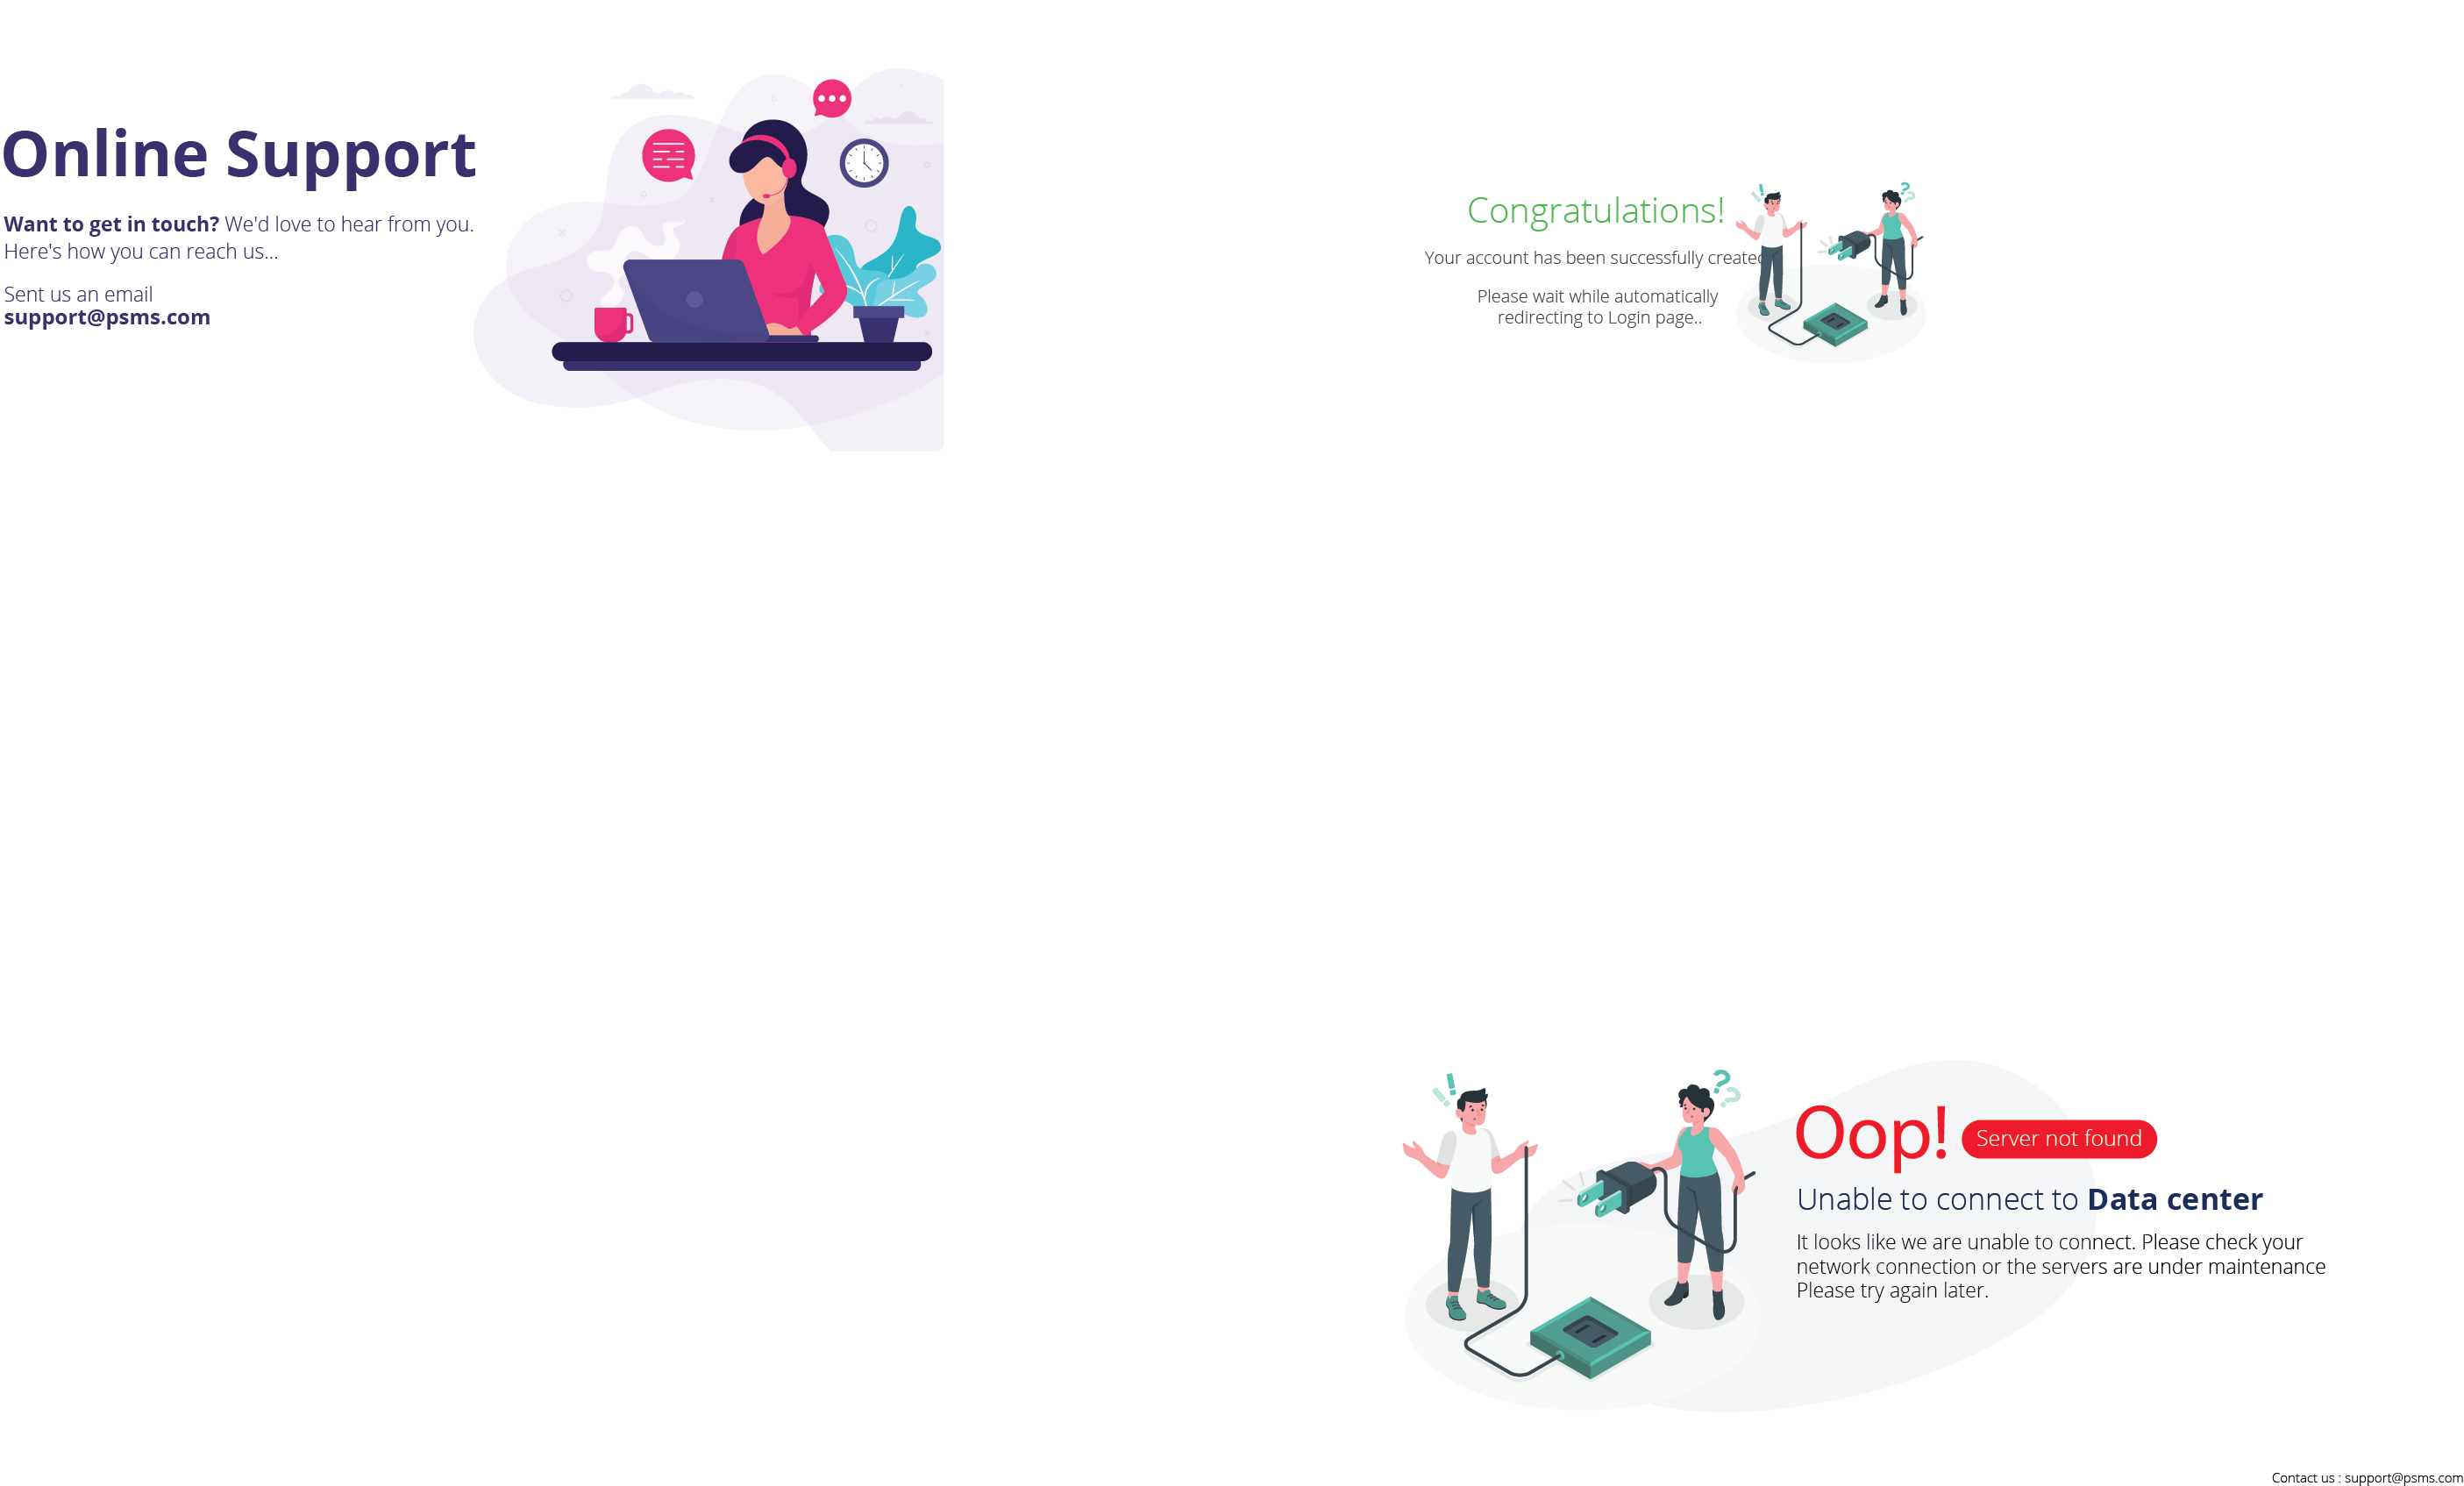 Online Support
Want to get in touch? We'd love to hear from you.
Here's how you can reach us...
Sent us an email
support@psms.com
Congratulations!
Your account has been successfully created
Please wait while automatically
redirecting to Login page..
Oop! Server not found
Unable to connect to Data center
It looks like we are unable to connect. Please check your
network connection or the servers are under maintenance
Please try again later.
Contact us : support@psms.com